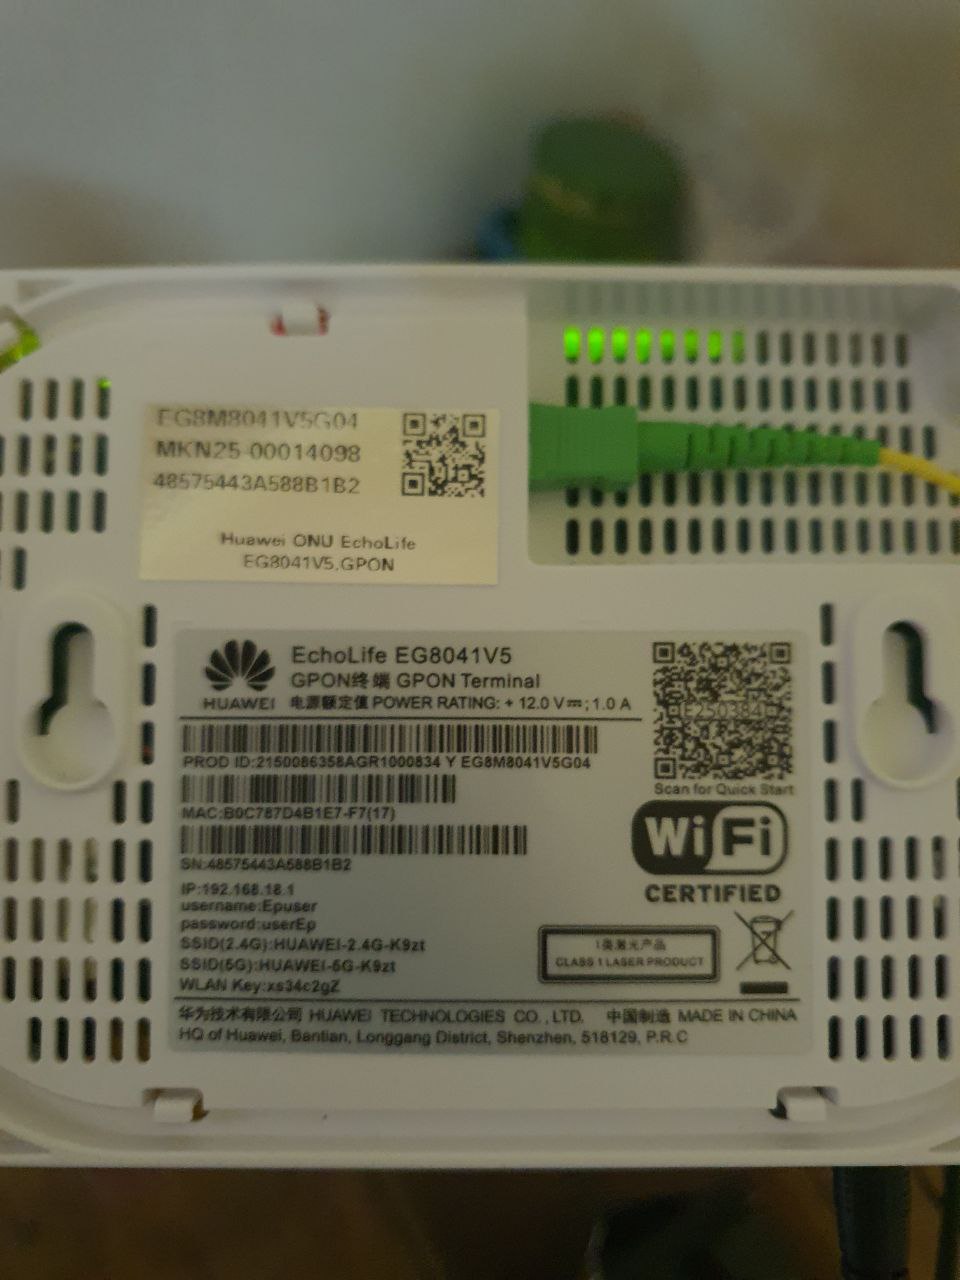 EG8M8041V5G04
MKN25-00014098
48575443A588B1B2
Huawei ONU EchoLife
EG8041V5,GPON
HUAWEI
EchoLife EG8041V5
GPON终端 GPON Terminal
电源额定值 POWER RATING: + 12.0 V⎓; 1.0 A
PROD ID:2150086358AGR1000834 Y EG8M8041V5G04
MAC:B0C787D4B1E7-F7(17)
SN:48575443A588B1B2
IP:192.168.18.1
username:Epuser
password:userEp
SSID(2.4G):HUAWEI-2.4G-K9zt
SSID(5G):HUAWEI-5G-K9zt
WLAN Key:xs34c2gZ
Scan for Quick Start
Wi Fi
CERTIFIED
1类激光产品
CLASS 1 LASER PRODUCT
华为技术有限公司 HUAWEI TECHNOLOGIES CO., LTD. 中国制造 MADE IN CHINA
HQ of Huawei, Bantian, Longgang District, Shenzhen, 518129, P.R.C